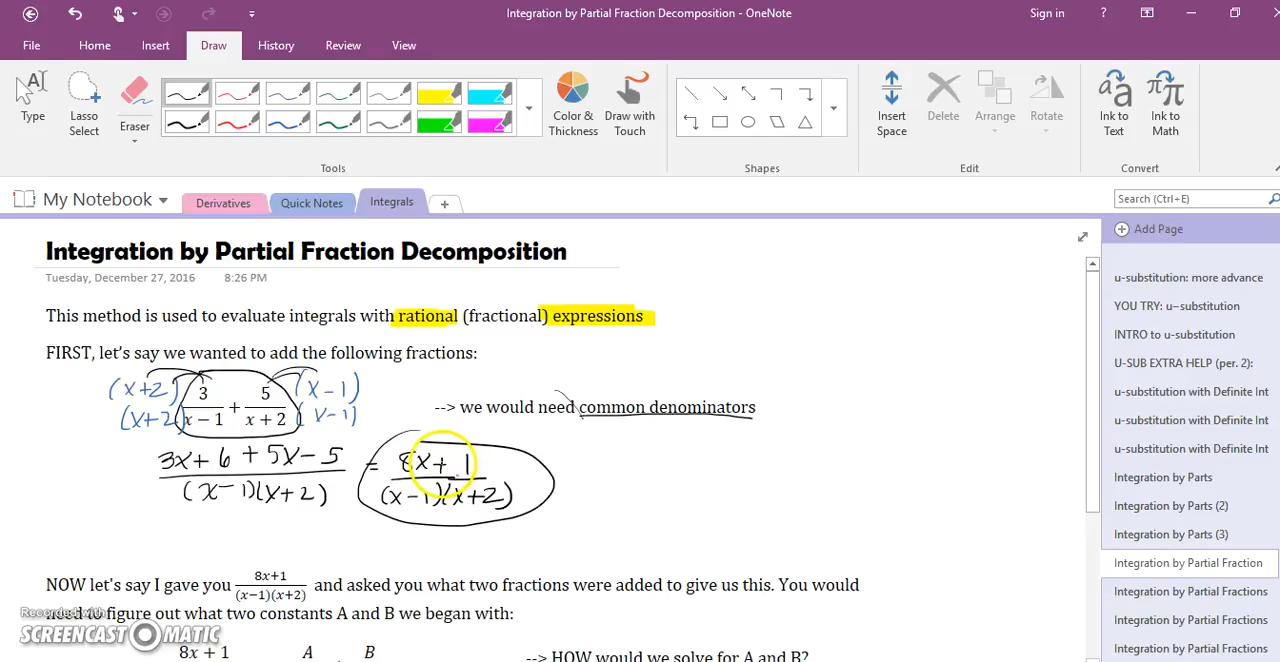 Integration by Partial Fraction Decomposition - OneNote
Sign in ?
File Home Insert Draw History Review View
Type
Lasso Select
Eraser
Color & Thickness
Draw with Touch
Insert Space
Delete
Arrange
Rotate
Ink to Text
Ink to Math
Tools
Shapes
Edit
Convert
My Notebook
Derivatives
Quick Notes
Integrals
+
Search (Ctrl+E)
Add Page
Integration by Partial Fraction Decomposition
Tuesday, December 27, 2016 8:26 PM
This method is used to evaluate integrals with rational (fractional) expressions
FIRST, let's say we wanted to add the following fractions:
(x+2) 3 5 (x-1)
(x+2) x − 1 + x + 2 (x-1)
--> we would need common denominators
3x+6+5x-5 = 8x+1
(x-1)(x+2) (x-1)(x+2)
NOW let's say I gave you 8x+1 / (x−1)(x+2) and asked you what two fractions were added to give us this. You would
need to figure out what two constants A and B we began with:
8x + 1 A B
--> HOW would we solve for A and B?
Recorded with
SCREENCAST MATIC
u-substitution: more advance
YOU TRY: u-substitution
INTRO to u-substitution
U-SUB EXTRA HELP (per. 2):
u-substitution with Definite Int
u-substitution with Definite Int
u-substitution with Definite Int
Integration by Parts
Integration by Parts (2)
Integration by Parts (3)
Integration by Partial Fraction
Integration by Partial Fractions
Integration by Partial Fractions
Integration by Partial Fractions